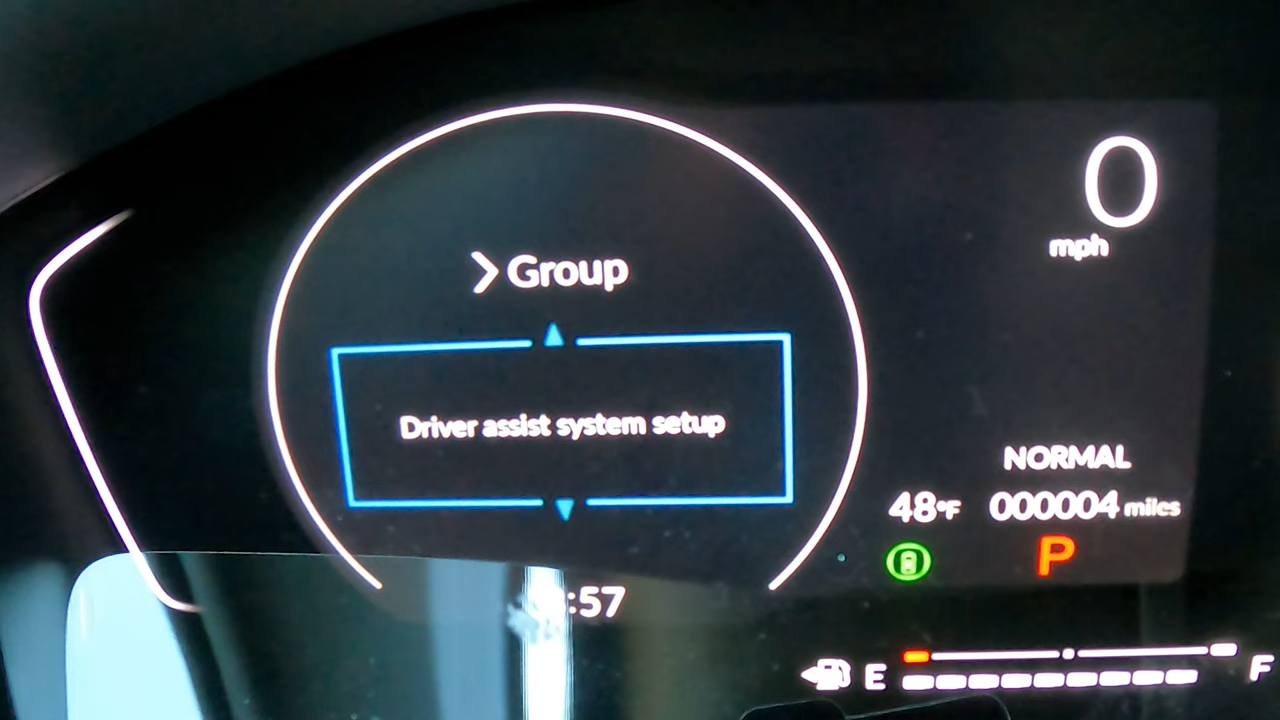 0
mph
Group
Driver assist system setup
NORMAL
48°F 000004 miles
P
:57
E F